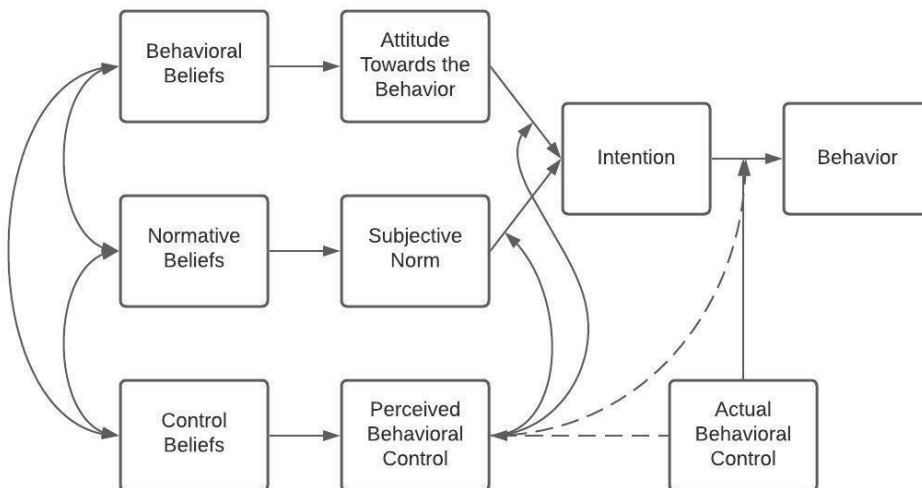 Behavioral
Beliefs
Attitude
Towards the
Behavior
Intention
Behavior
Normative
Beliefs
Subjective
Norm
Control
Beliefs
Perceived
Behavioral
Control
Actual
Behavioral
Control